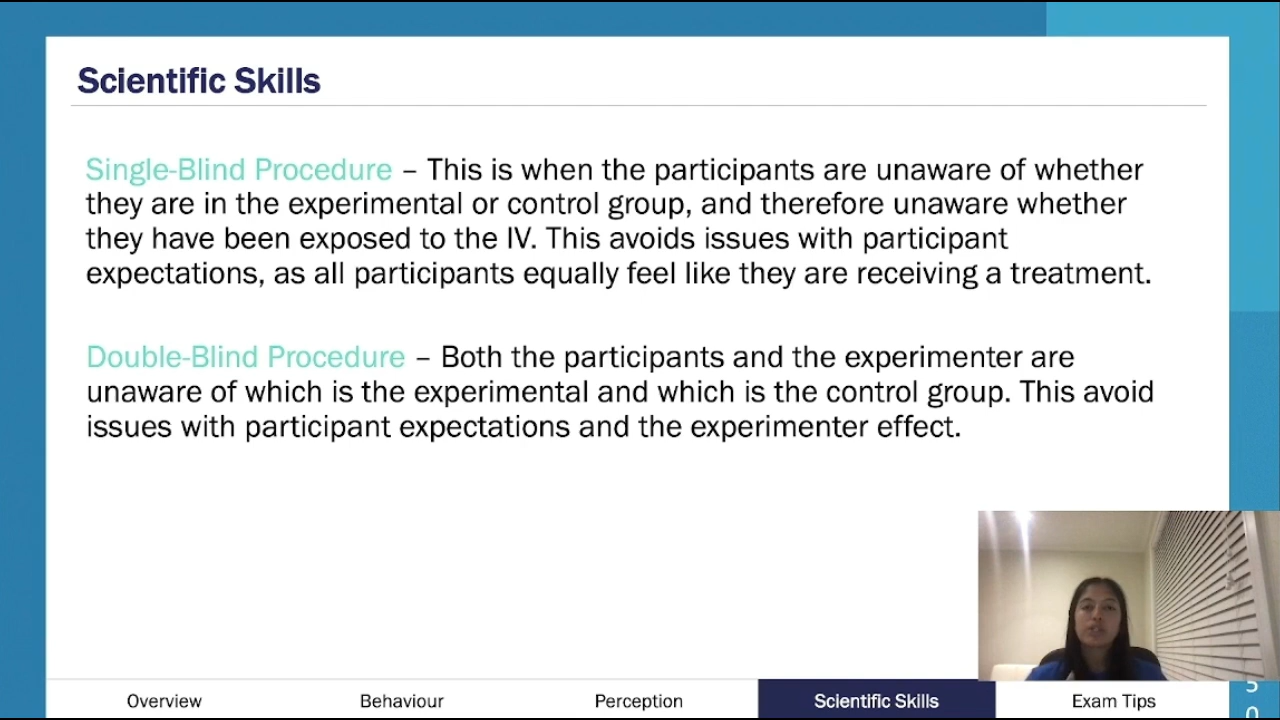 Scientific Skills
Single-Blind Procedure – This is when the participants are unaware of whether
they are in the experimental or control group, and therefore unaware whether
they have been exposed to the IV. This avoids issues with participant
expectations, as all participants equally feel like they are receiving a treatment.
Double-Blind Procedure – Both the participants and the experimenter are
unaware of which is the experimental and which is the control group. This avoid
issues with participant expectations and the experimenter effect.
Overview
Behaviour
Perception
Scientific Skills
Exam Tips
5
0